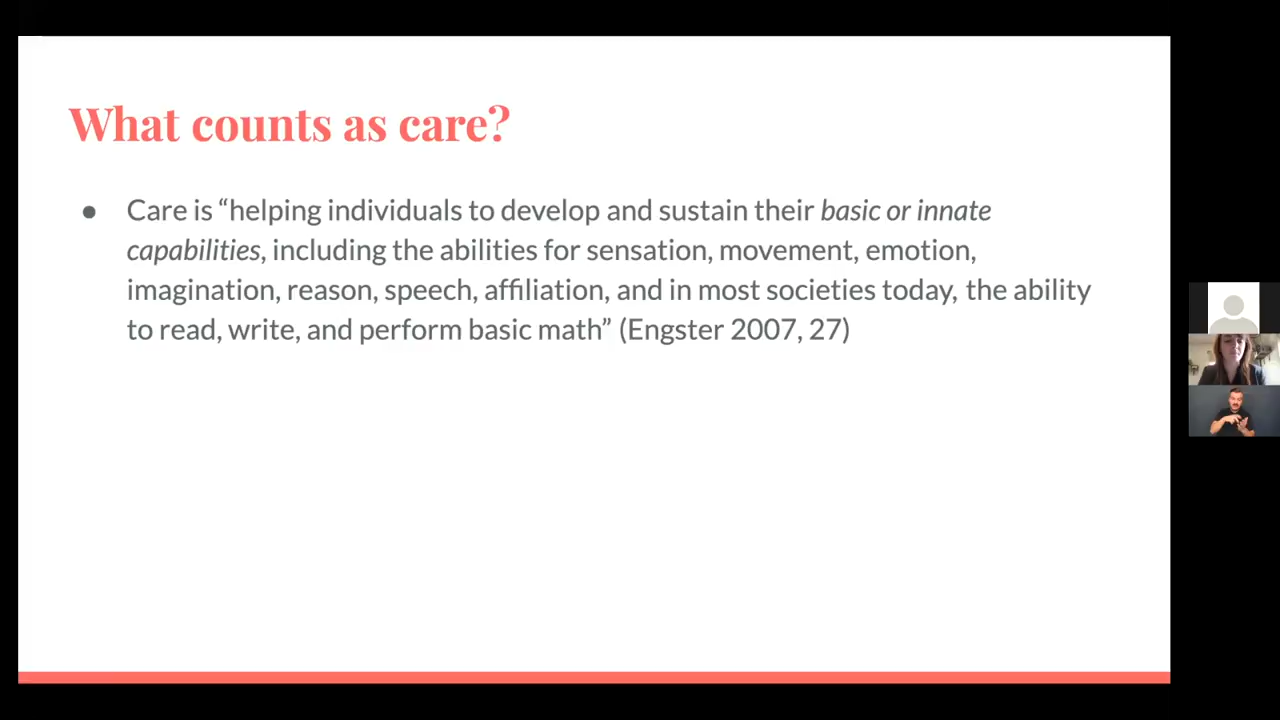 What counts as care?
● Care is “helping individuals to develop and sustain their basic or innate
capabilities, including the abilities for sensation, movement, emotion,
imagination, reason, speech, affiliation, and in most societies today, the ability
to read, write, and perform basic math” (Engster 2007, 27)